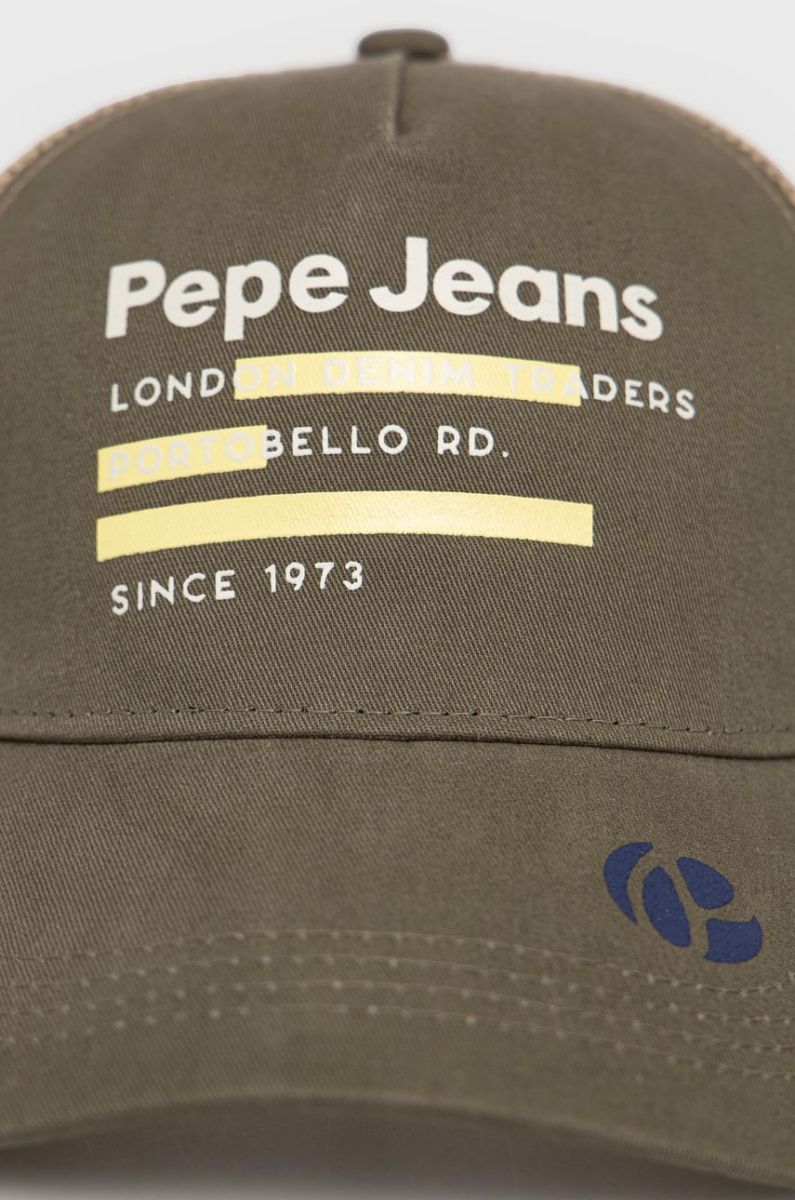 Pepe Jeans
LONDON DENIM TRADERS
PORTOBELLO RD.
SINCE 1973